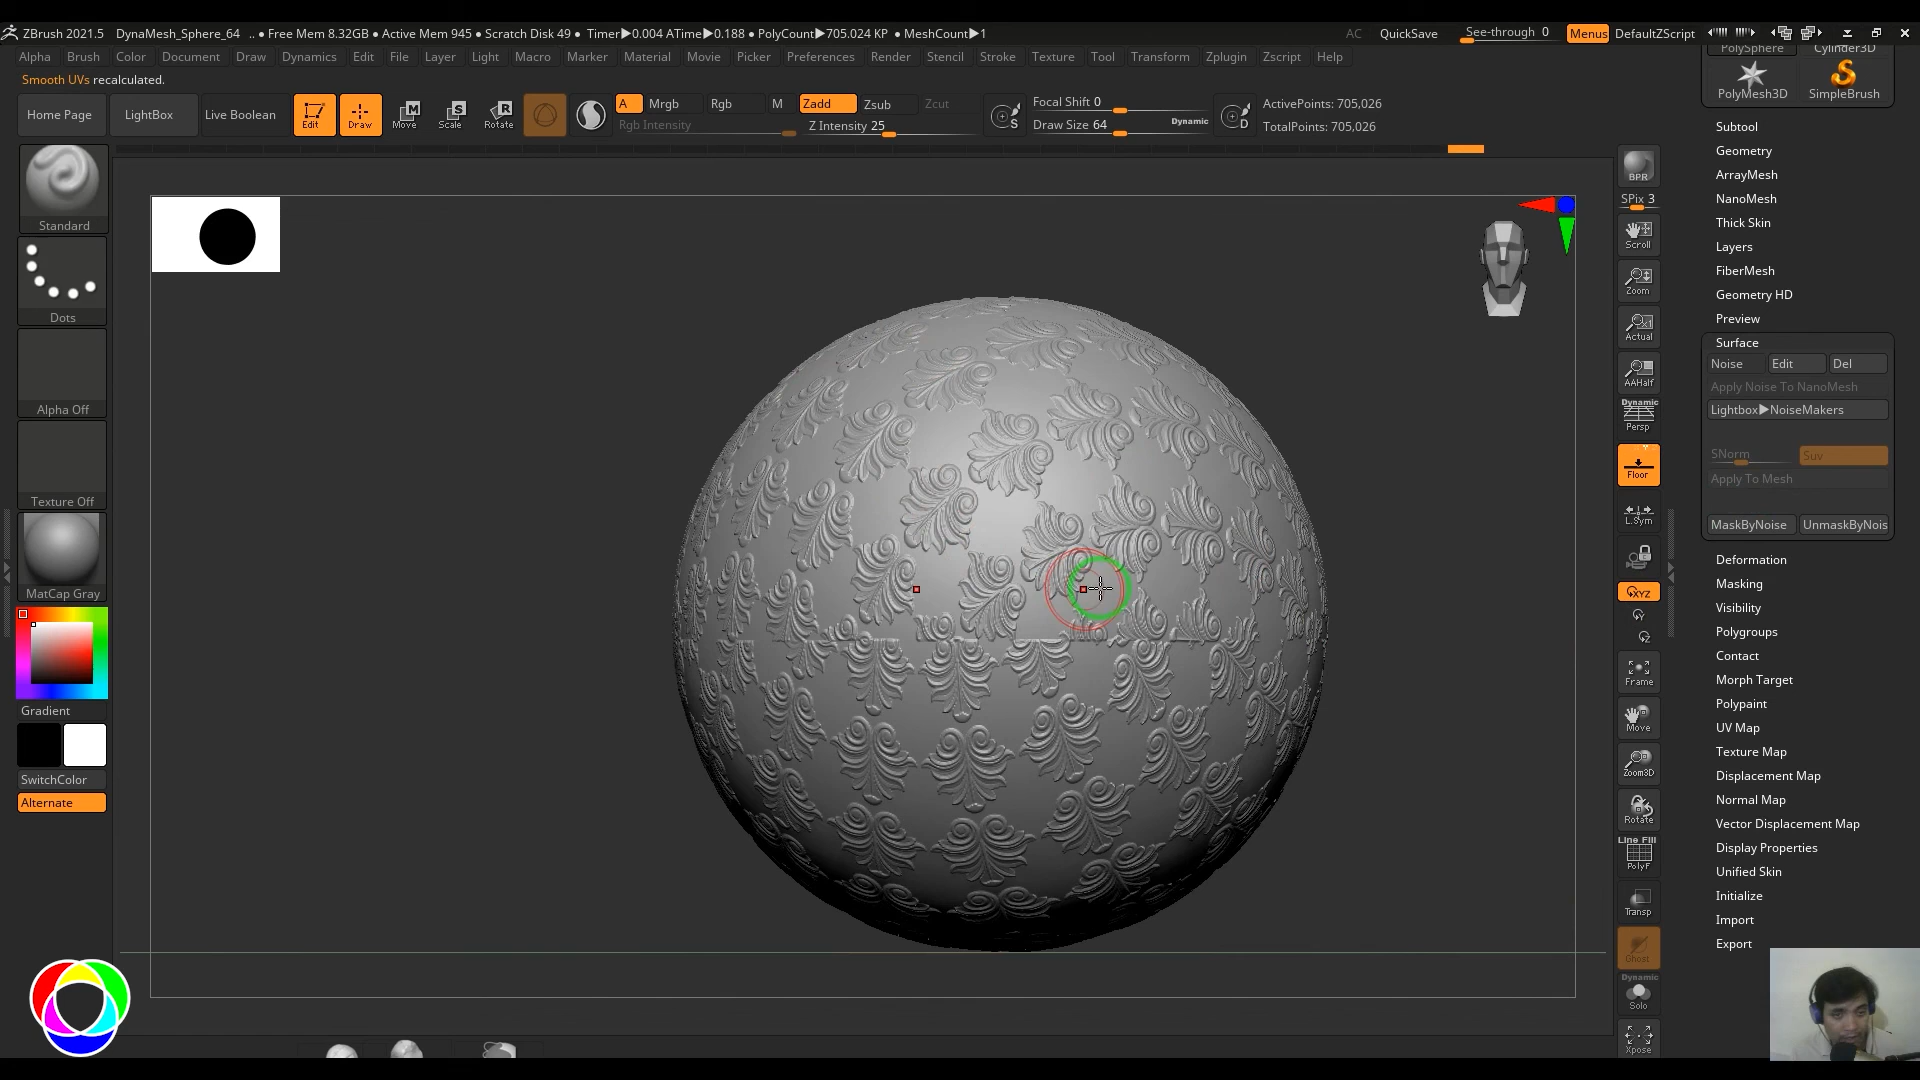 ZBrush 2021.5 DynaMesh_Sphere_64 .. • Free Mem 8.32GB • Active Mem 945 • Scratch Disk 49 • Timer▶0.004 ATime▶0.188 • PolyCount▶705.024 KP • MeshCount▶1 AC QuickSave See-through 0 Menus DefaultZScript
Alpha Brush Color Document Draw Dynamics Edit File Layer Light Macro Marker Material Movie Picker Preferences Render Stencil Stroke Texture Tool Transform Zplugin Zscript Help
Smooth UVs recalculated.
Home Page LightBox Live Boolean Edit Draw Move Scale Rotate
A Mrgb Rgb M Zadd Zsub Zcut
Rgb Intensity Z Intensity 25
S Focal Shift 0
Draw Size 64 Dynamic
D ActivePoints: 705,026
TotalPoints: 705,026
Standard
Dots
Alpha Off
Texture Off
MatCap Gray
Gradient
SwitchColor
Alternate
BPR
SPix 3
Scroll
Zoom
Actual
AAHalf
Dynamic
Persp
Floor
L.Sym
XYZ
Y
Z
Frame
Move
Zoom3D
Rotate
Line Fill
PolyF
Transp
Ghost
Dynamic
Solo
Xpose
PolySphere Cylinder3D
PolyMesh3D SimpleBrush
Subtool
Geometry
ArrayMesh
NanoMesh
Thick Skin
Layers
FiberMesh
Geometry HD
Preview
Surface
Noise Edit Del
Apply Noise To NanoMesh
Lightbox▶NoiseMakers
SNorm Suv
Apply To Mesh
MaskByNoise UnmaskByNois
Deformation
Masking
Visibility
Polygroups
Contact
Morph Target
Polypaint
UV Map
Texture Map
Displacement Map
Normal Map
Vector Displacement Map
Display Properties
Unified Skin
Initialize
Import
Export